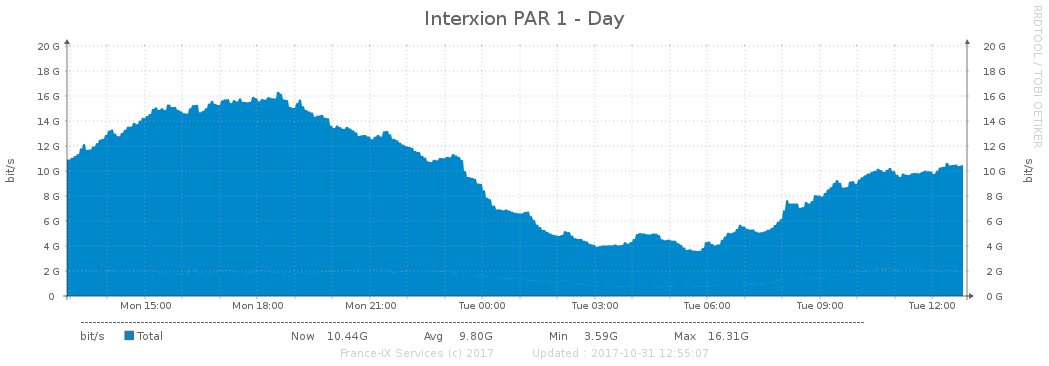 Interxion PAR 1 - Day
RRDTOOL / TOBI OETIKER
bit/s
bit/s
20 G 20 G
18 G 18 G
16 G 16 G
14 G 14 G
12 G 12 G
10 G 10 G
8 G 8 G
6 G 6 G
4 G 4 G
2 G 2 G
0 0 G
Mon 15:00 Mon 18:00 Mon 21:00 Tue 00:00 Tue 03:00 Tue 06:00 Tue 09:00 Tue 12:00
bit/s Total Now 10.44G Avg 9.80G Min 3.59G Max 16.31G
France-IX Services (c) 2017 Updated : 2017-10-31 12:55:07